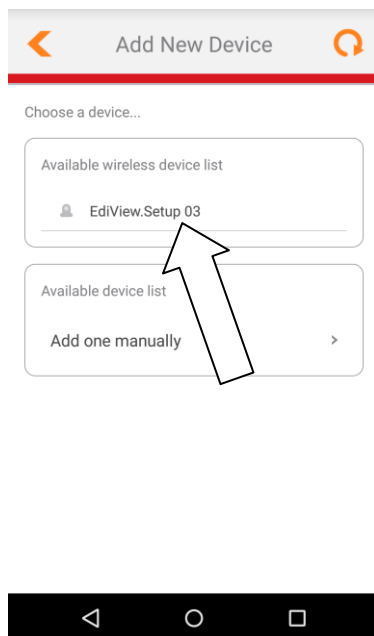 Add New Device
Choose a device...
Available wireless device list
EdiView.Setup 03
Available device list
Add one manually